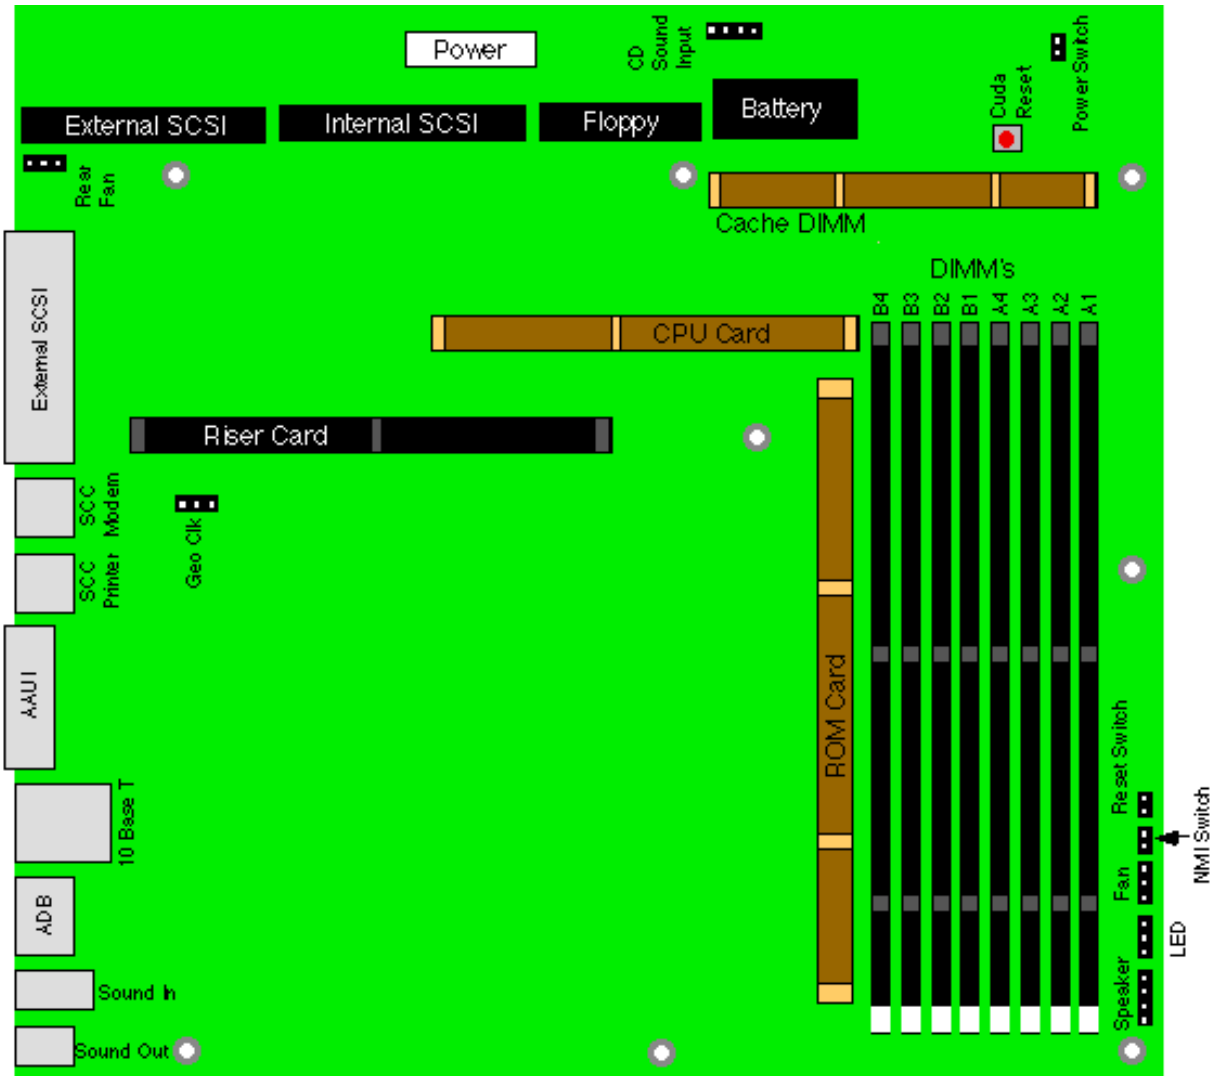 Power
CD
Sound
Input
Power Switch
External SCSI
Internal SCSI
Floppy
Battery
Cuda
Reset
Rear
Fan
Cache DIMM
DIMM's
B4
B3
B2
B1
A4
A3
A2
A1
External SCSI
CPU Card
Riser Card
SCC
Modem
Geo Clk
SCC
Printer
AAUI
ROM Card
Reset Switch
10 Base T
NMI Switch
Fan
ADB
LED
Speaker
Sound In
Sound Out